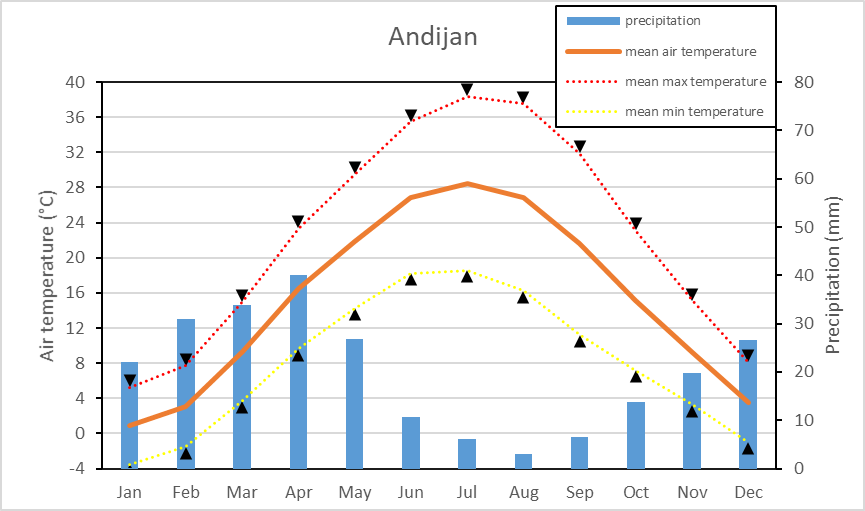 Andijan
precipitation
mean air temperature
mean max temperature
mean min temperature
Air temperature (°C)
40
36
32
28
24
20
16
12
8
4
0
-4
80
70
60
50
40
30
20
10
0
Precipitation (mm)
Jan Feb Mar Apr May Jun Jul Aug Sep Oct Nov Dec